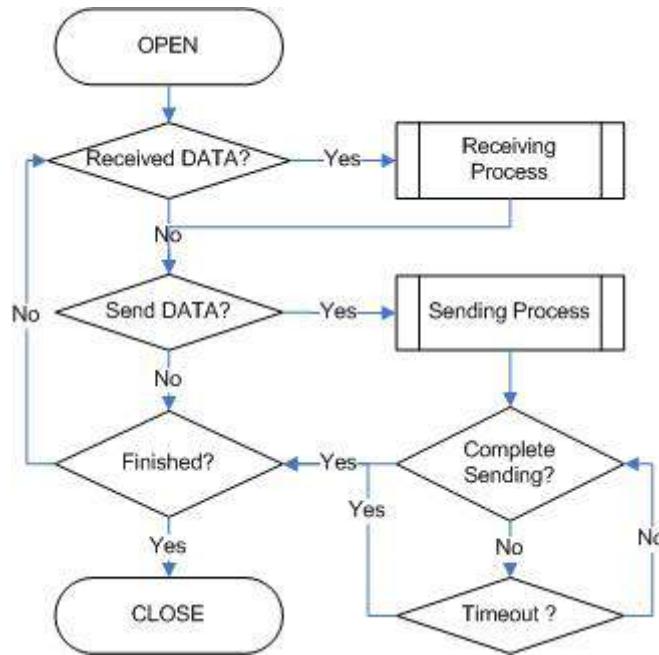 OPEN
Received DATA?
Yes
Receiving
Process
No
Send DATA?
Yes
Sending Process
No
No
Finished?
Yes
Complete
Sending?
Yes
No
No
Yes
CLOSE
Timeout ?